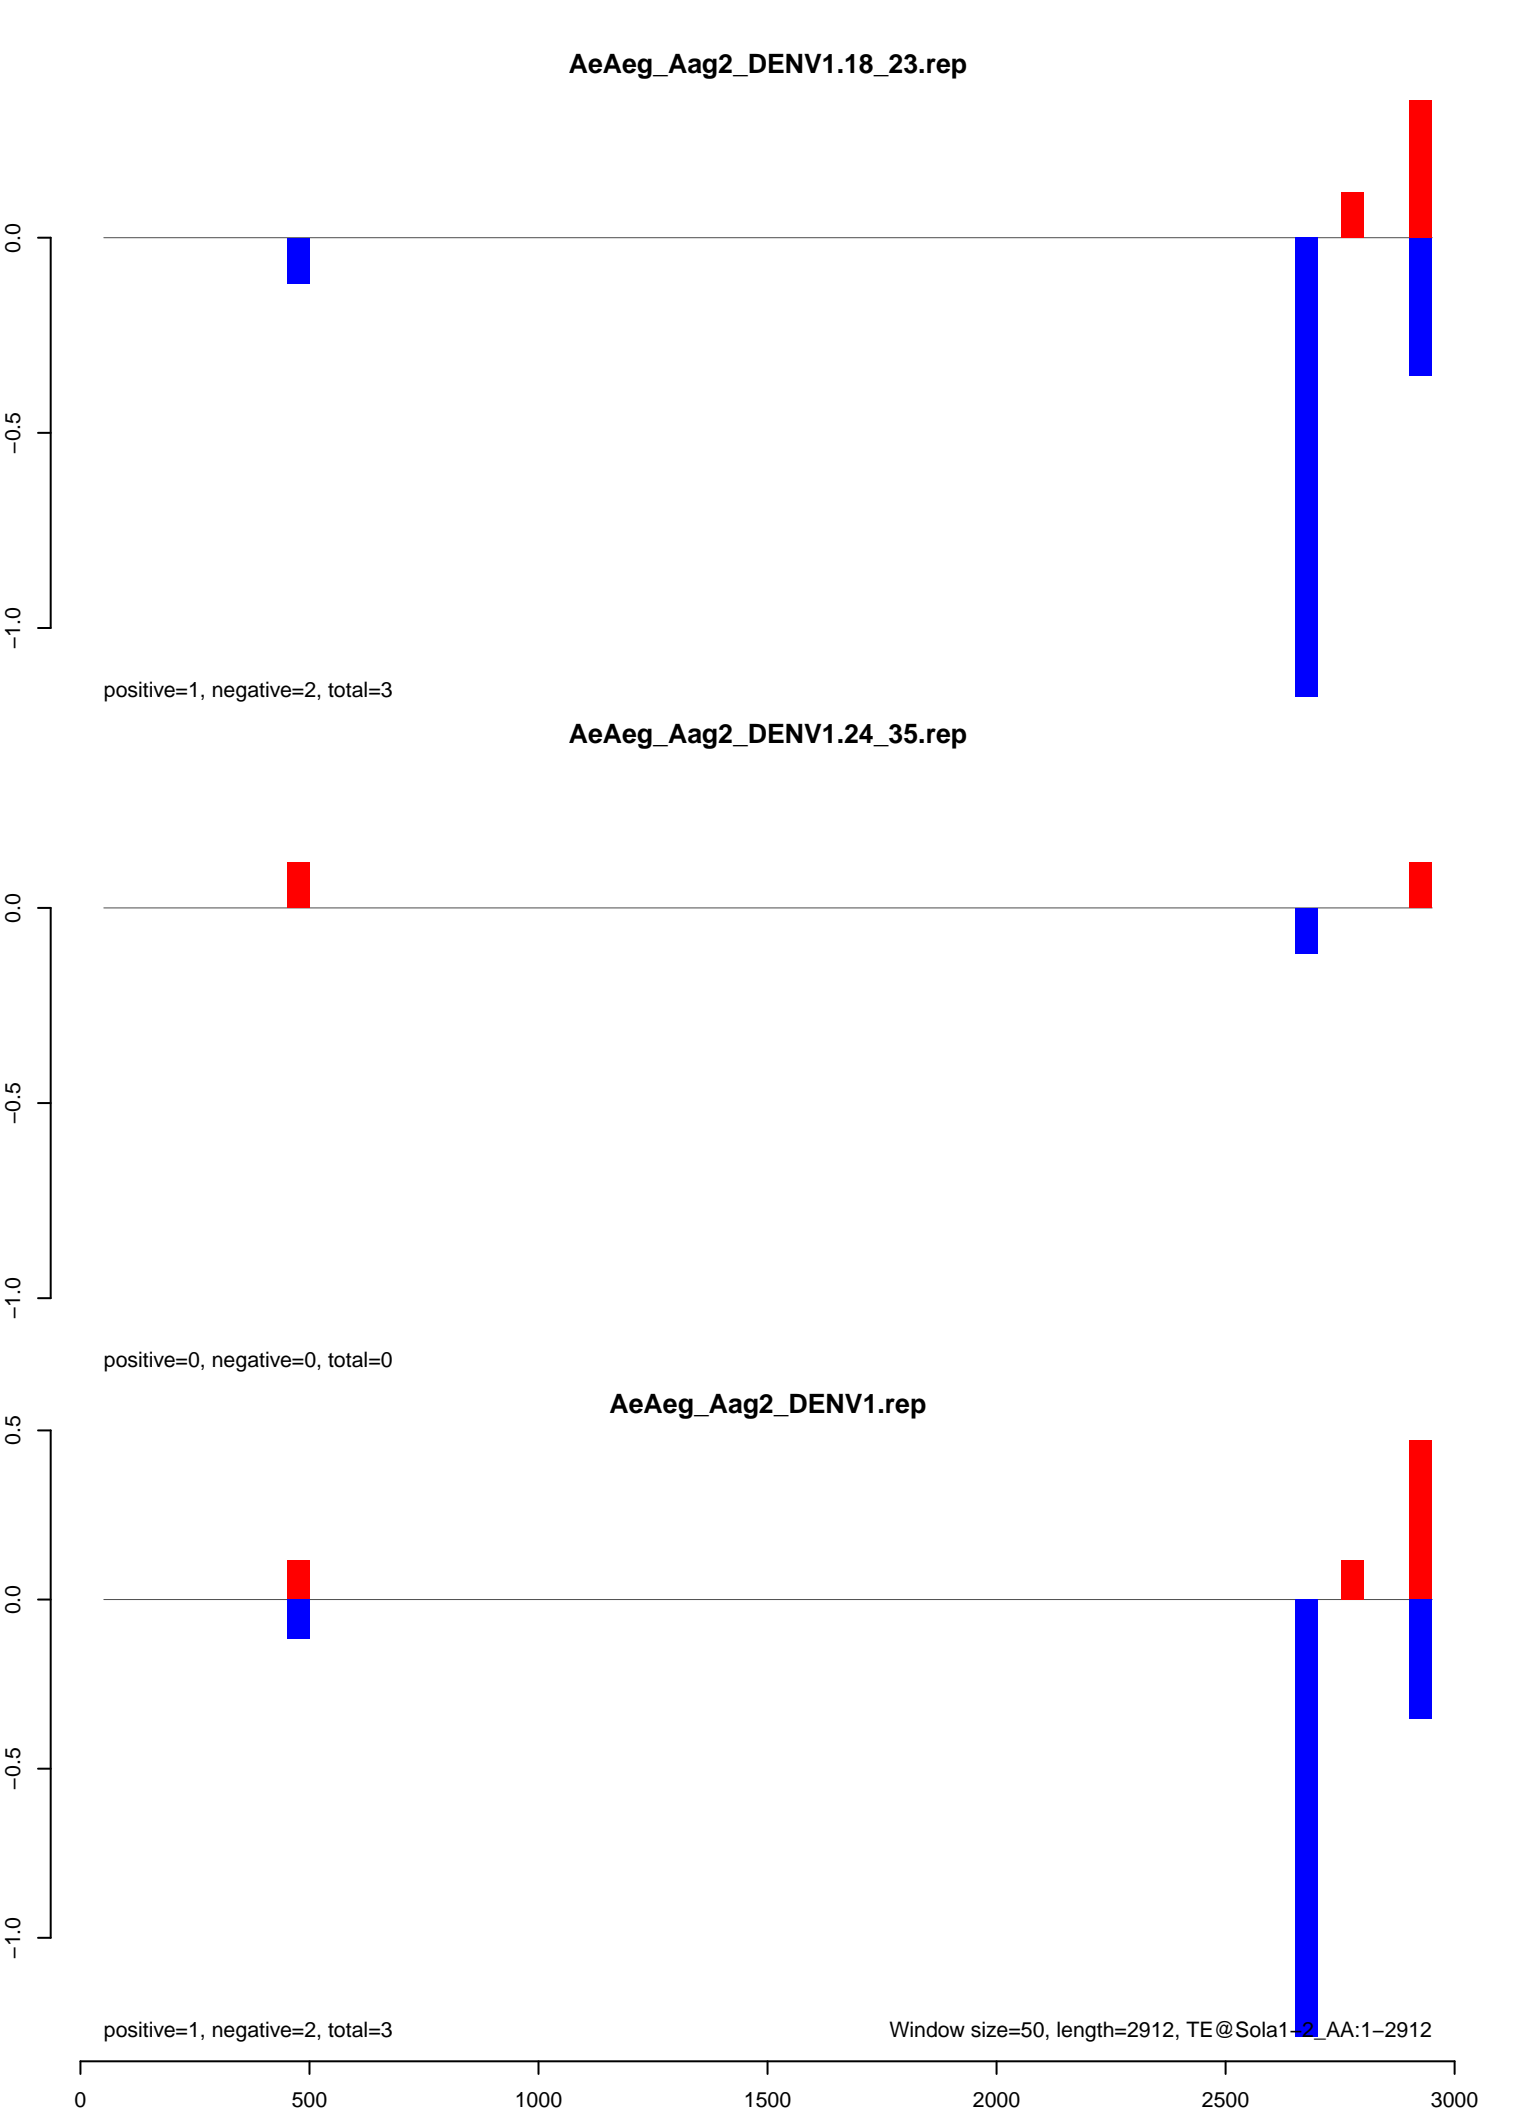 AeAeg_Aag2_DENV1.18_23.rep
0.0
−0.5
−1.0
positive=1, negative=2, total=3
AeAeg_Aag2_DENV1.24_35.rep
0.0
−0.5
−1.0
positive=0, negative=0, total=0
AeAeg_Aag2_DENV1.rep
0.5
0.0
−0.5
−1.0
positive=1, negative=2, total=3
Window size=50, length=2912, TE@Sola1−2_AA:1−2912
0 500 1000 1500 2000 2500 3000